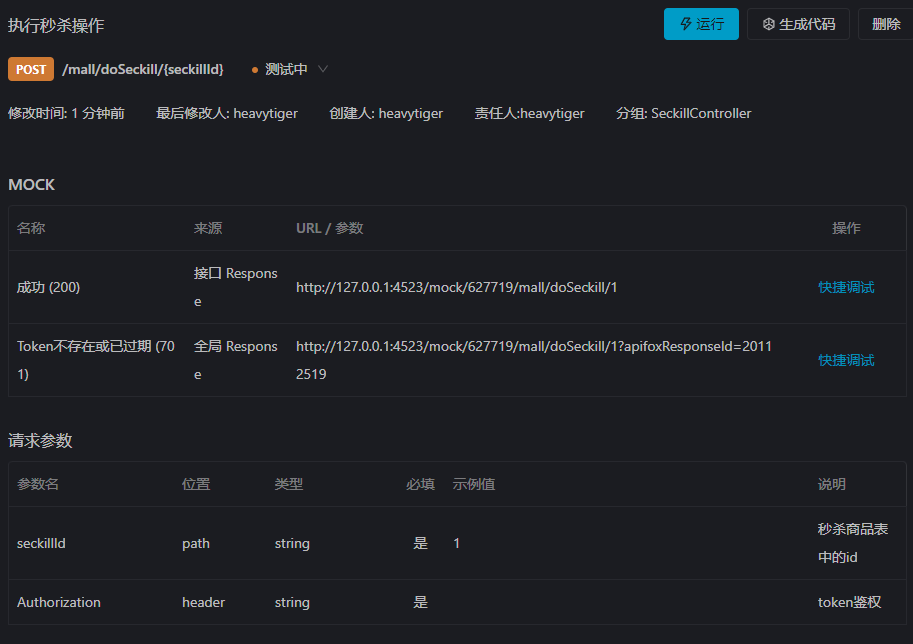 执行秒杀操作 运行 生成代码 删除
POST /mall/doSeckill/{seckillId} 测试中
修改时间: 1 分钟前 最后修改人: heavytiger 创建人: heavytiger 责任人:heavytiger 分组: SeckillController
MOCK
名称 来源 URL / 参数 操作
成功 (200) 接口 Respons
e http://127.0.0.1:4523/mock/627719/mall/doSeckill/1 快捷调试
Token不存在或已过期 (70
1) 全局 Respons
e http://127.0.0.1:4523/mock/627719/mall/doSeckill/1?apifoxResponseId=2011
2519 快捷调试
请求参数
参数名 位置 类型 必填 示例值 说明
seckillId path string 是 1 秒杀商品表
中的id
Authorization header string 是 token鉴权